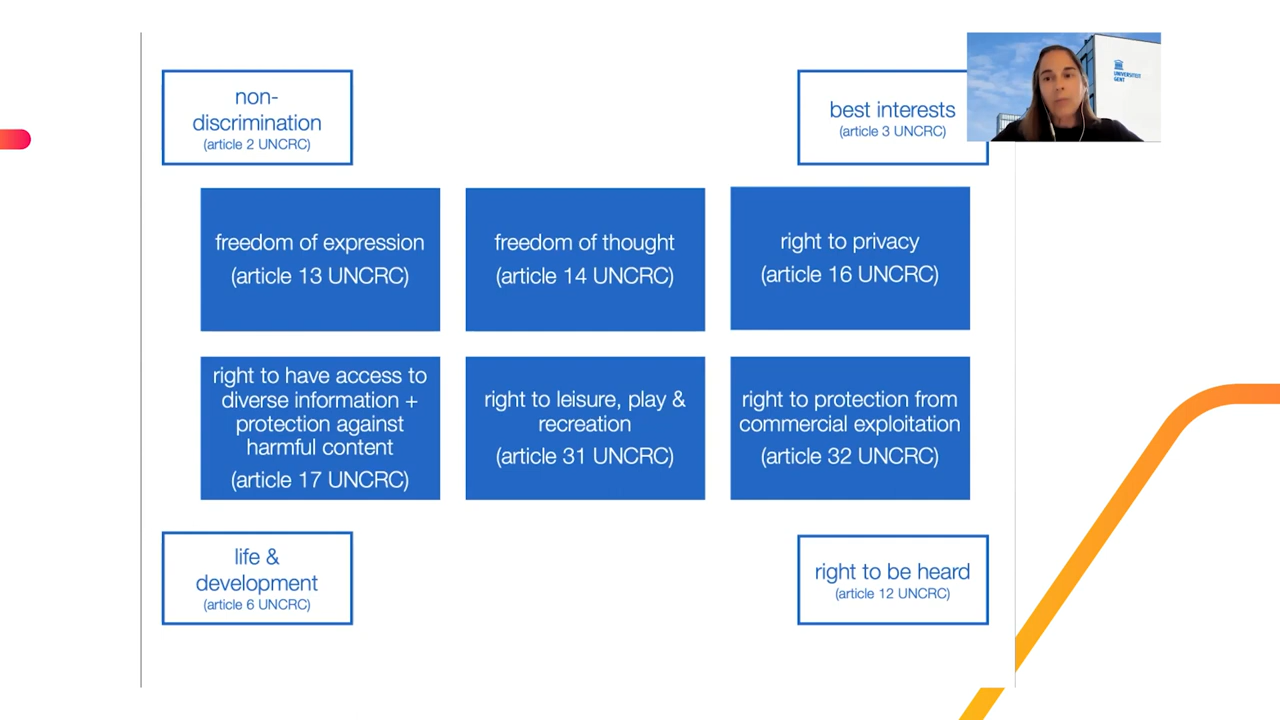 non-
discrimination
(article 2 UNCRC)
best interests
(article 3 UNCRC)
UNIVERSITEIT
GENT
freedom of expression
(article 13 UNCRC)
freedom of thought
(article 14 UNCRC)
right to privacy
(article 16 UNCRC)
right to have access to
diverse information +
protection against
harmful content
(article 17 UNCRC)
right to leisure, play &
recreation
(article 31 UNCRC)
right to protection from
commercial exploitation
(article 32 UNCRC)
life &
development
(article 6 UNCRC)
right to be heard
(article 12 UNCRC)